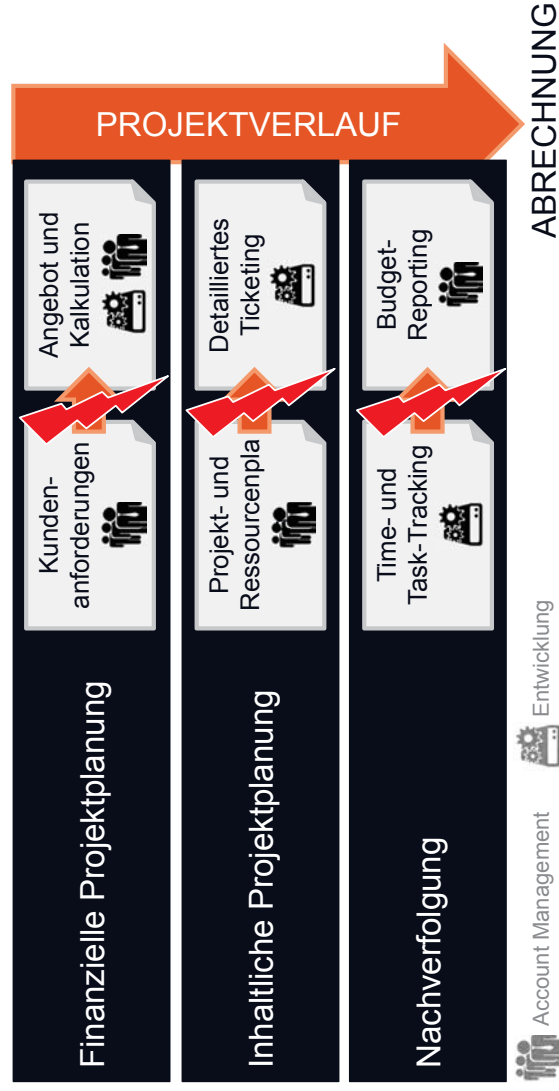 Finanzielle Projektplanung
Kunden-
anforderungen
Angebot und
Kalkulation
Inhaltliche Projektplanung
Projekt- und
Ressourcenpla
Detailliertes
Ticketing
Nachverfolgung
Time- und
Task-Tracking
Budget-
Reporting
PROJEKTVERLAUF
Account Management
Entwicklung
ABRECHNUNG